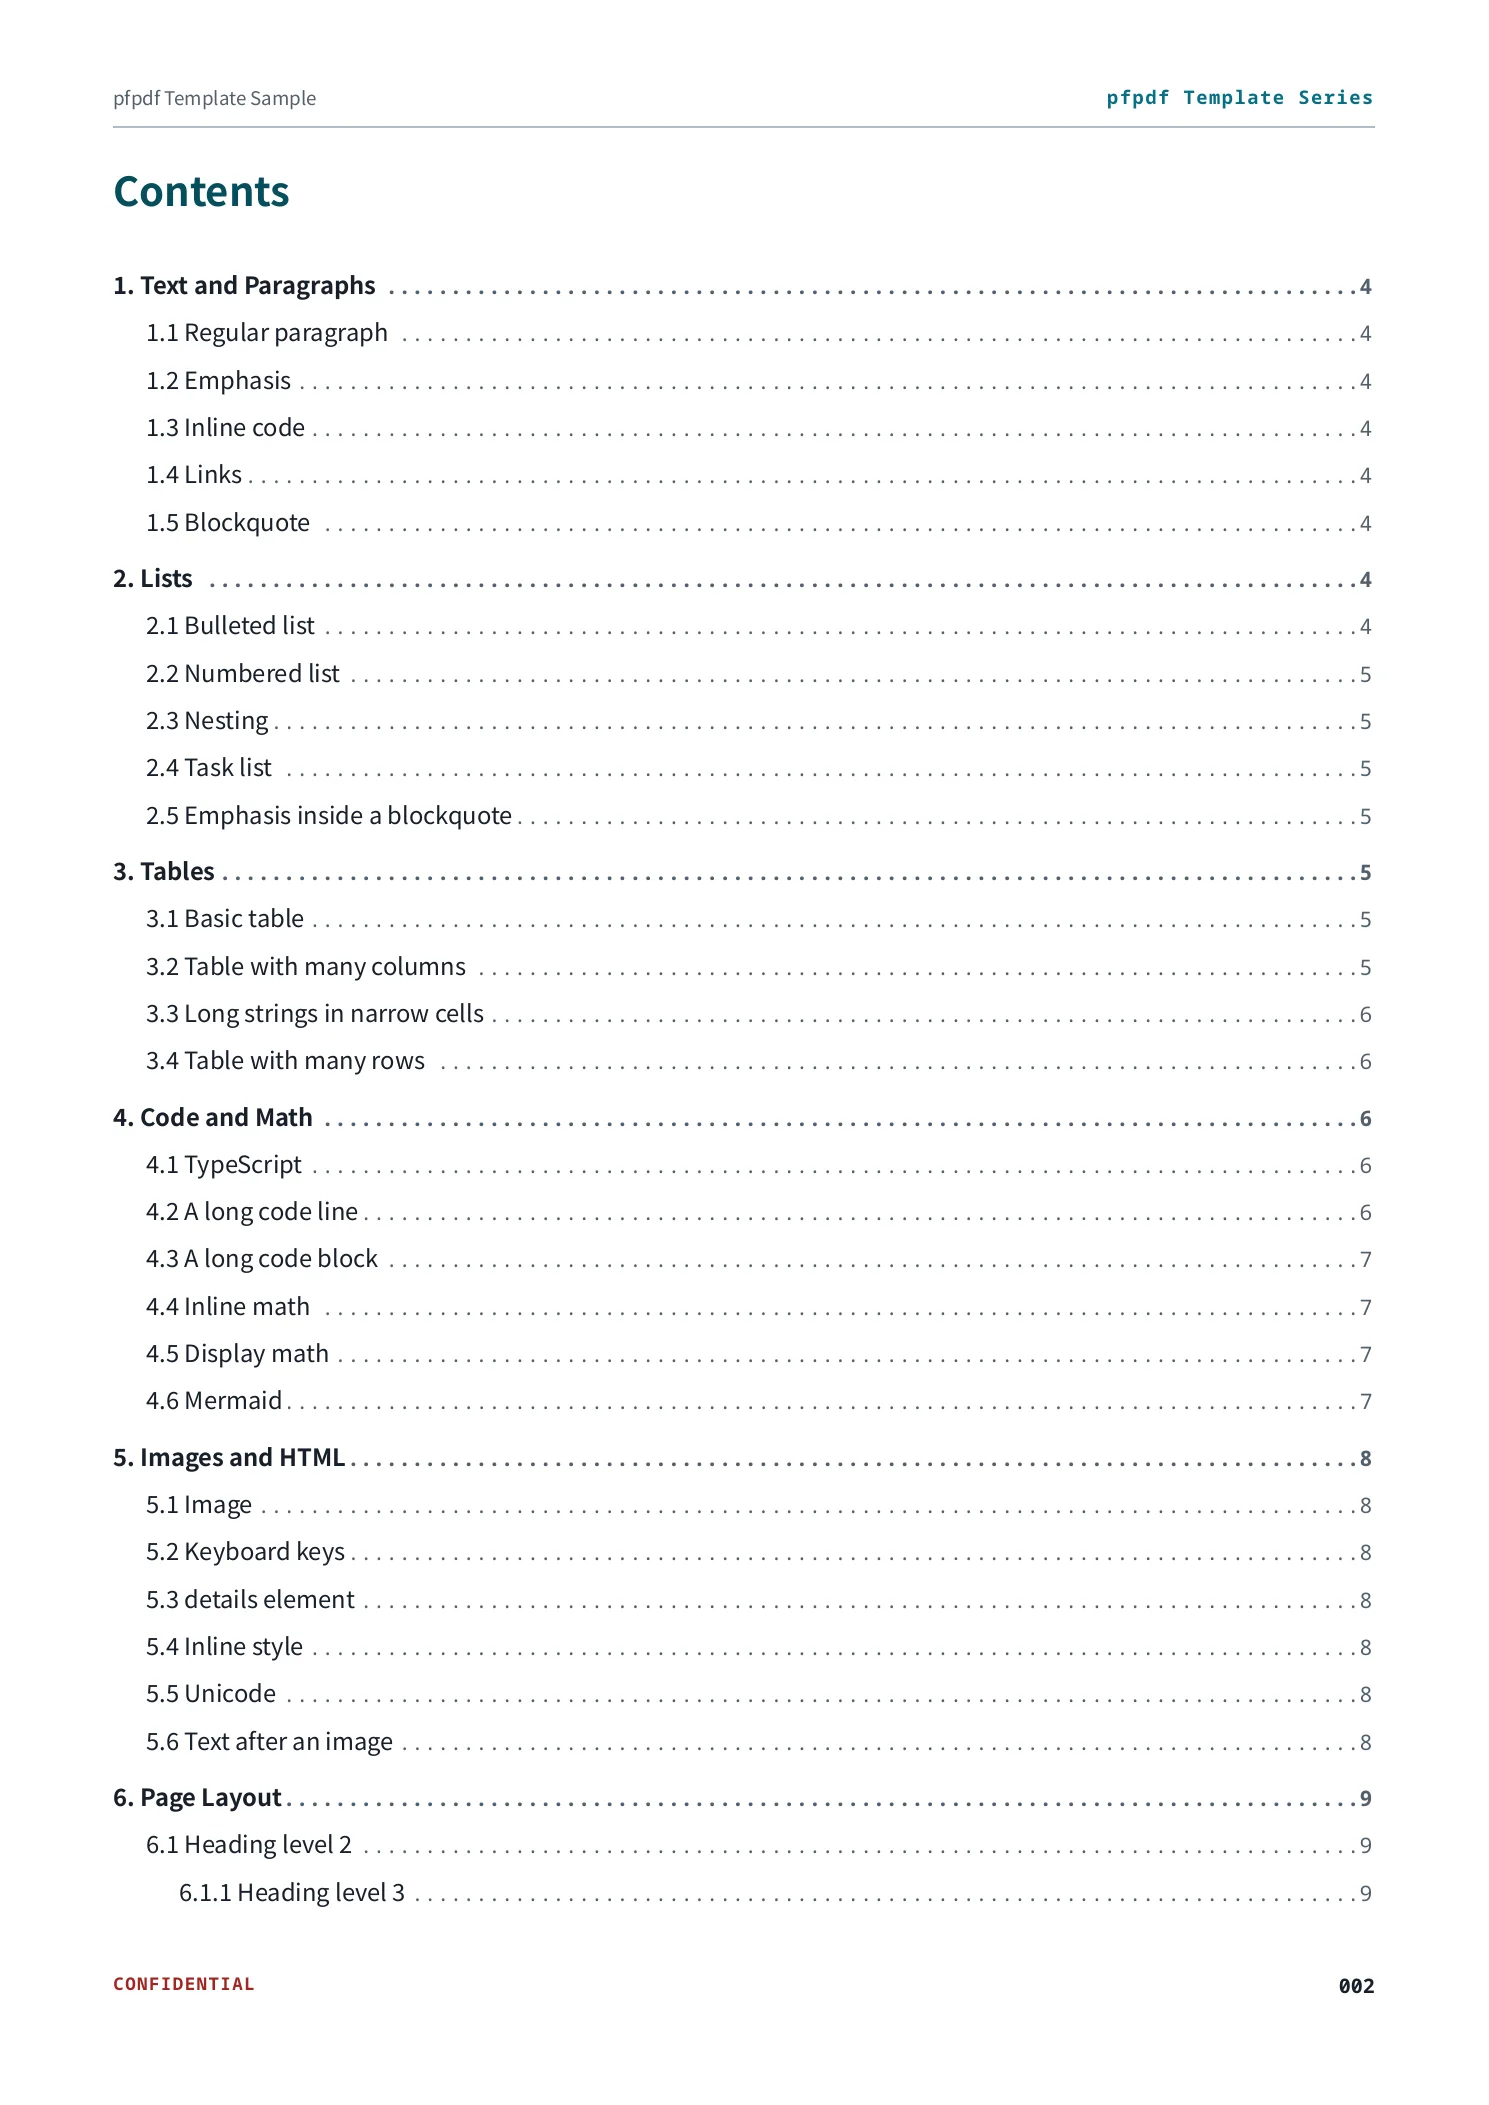 pfpdf Template Sample
pfpdf Template Series
Contents
1. Text and Paragraphs 4
1.1 Regular paragraph 4
1.2 Emphasis 4
1.3 Inline code 4
1.4 Links 4
1.5 Blockquote 4
2. Lists 4
2.1 Bulleted list 4
2.2 Numbered list 5
2.3 Nesting 5
2.4 Task list 5
2.5 Emphasis inside a blockquote 5
3. Tables 5
3.1 Basic table 5
3.2 Table with many columns 5
3.3 Long strings in narrow cells 6
3.4 Table with many rows 6
4. Code and Math 6
4.1 TypeScript 6
4.2 A long code line 6
4.3 A long code block 7
4.4 Inline math 7
4.5 Display math 7
4.6 Mermaid 7
5. Images and HTML 8
5.1 Image 8
5.2 Keyboard keys 8
5.3 details element 8
5.4 Inline style 8
5.5 Unicode 8
5.6 Text after an image 8
6. Page Layout 9
6.1 Heading level 2 9
6.1.1 Heading level 3 9
CONFIDENTIAL
002